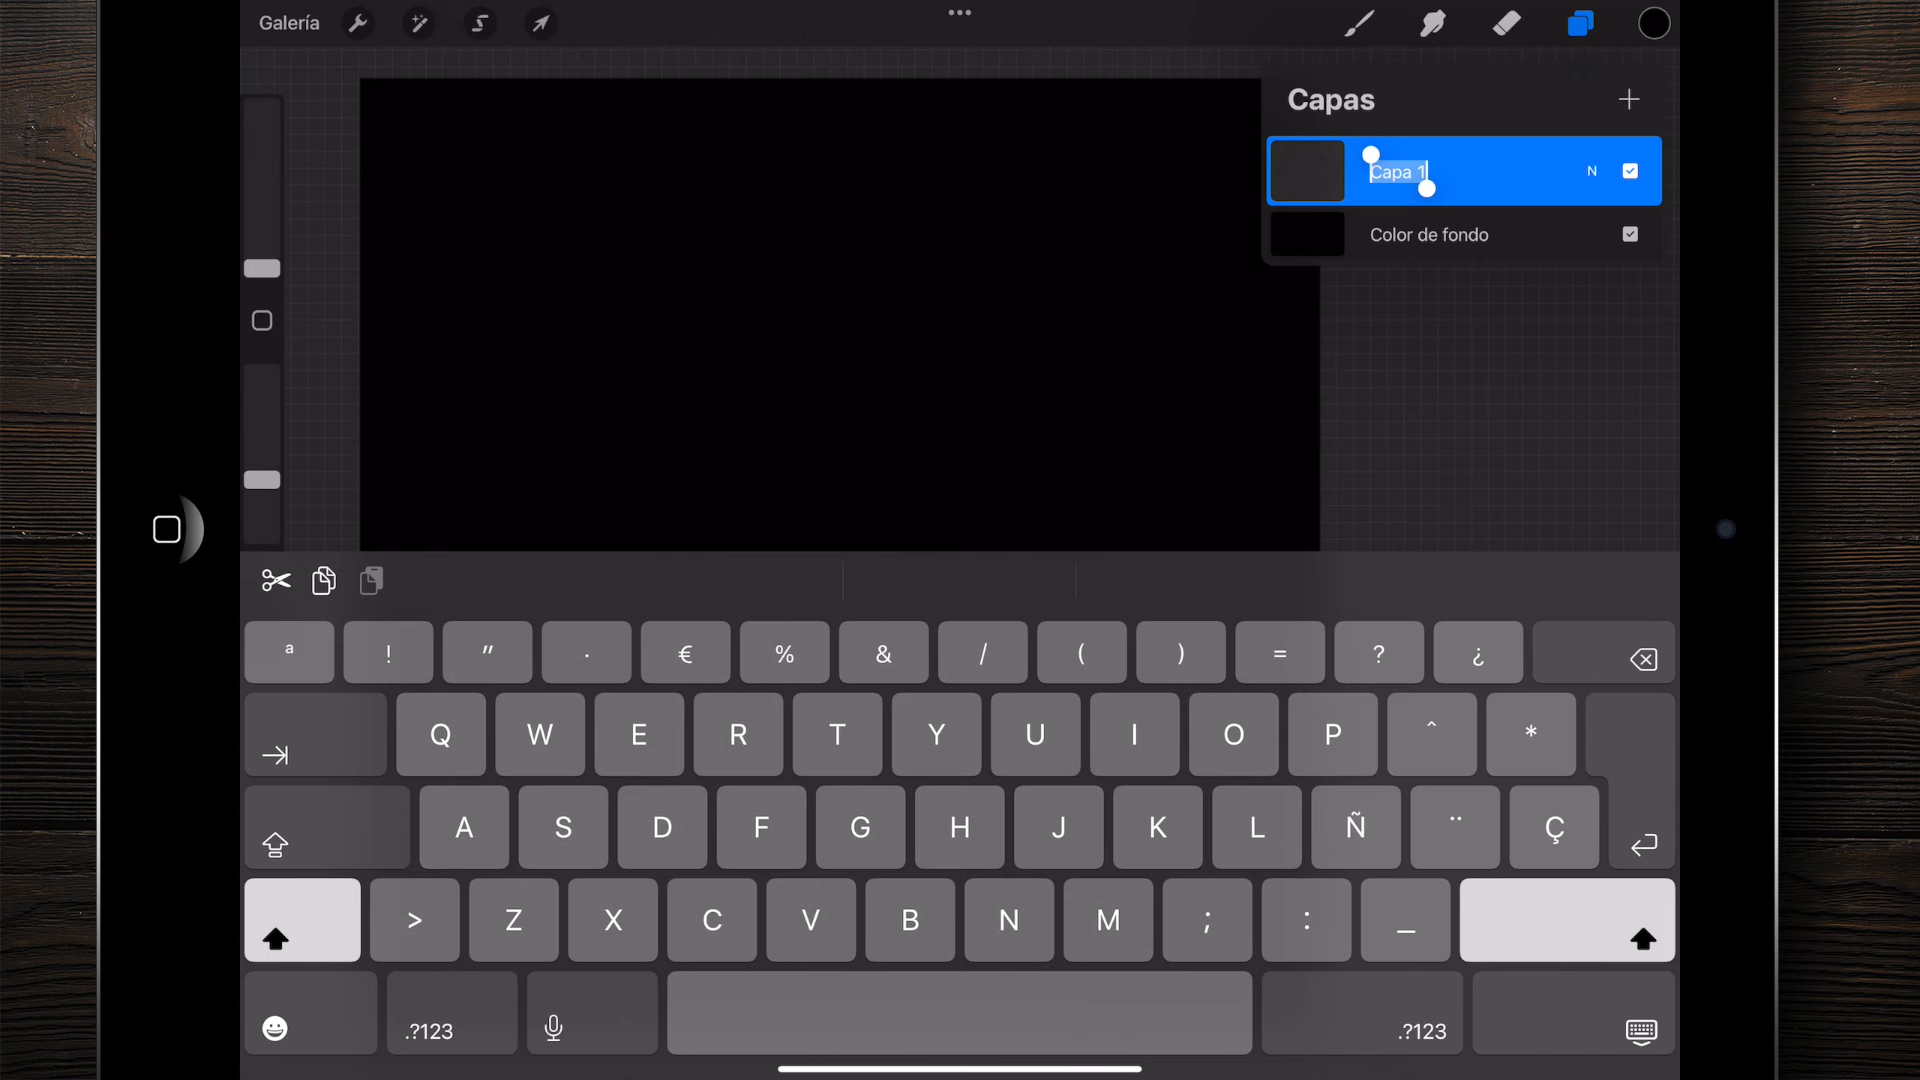 Galería
Capas
Capa 1
N
Color de fondo
ª ! " · € % & / ( ) = ? ¿
Q W E R T Y U I O P ^ *
A S D F G H J K L Ñ ¨ Ç
> Z X C V B N M ; : _
.?123
.?123